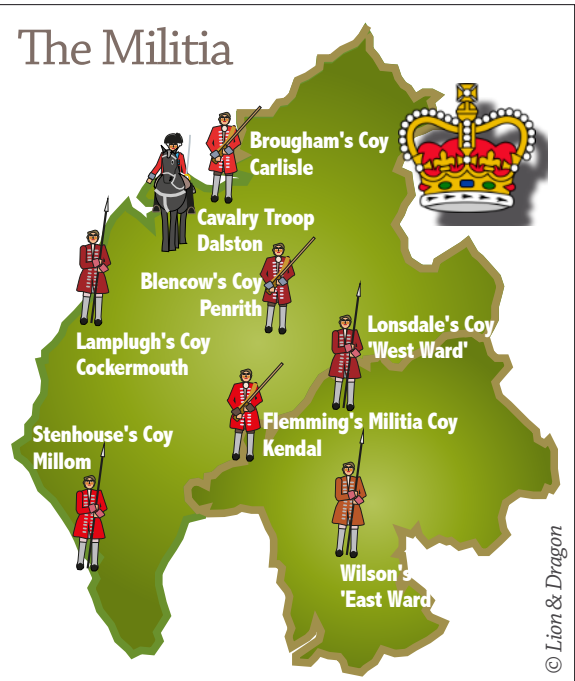 The Militia
Brougham's Coy
Carlisle
Cavalry Troop
Dalston
Blencow's Coy
Penrith
Lonsdale's Coy
'West Ward'
Lamplugh's Coy
Cockermouth
Flemming's Militia Coy
Kendal
Stenhouse's Coy
Millom
Wilson's
'East Ward
© Lion & Dragon